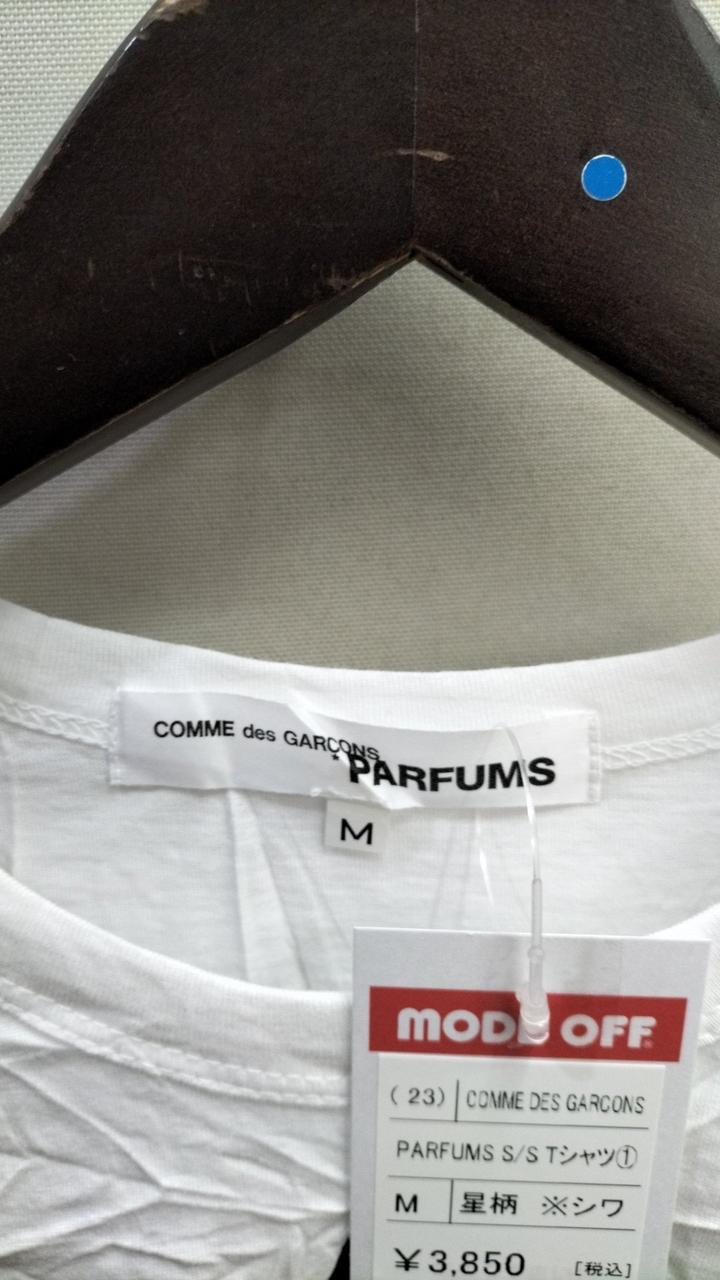 COMME des GARCONS
* PARFUMS
M
MODE OFF
(23) COMME DES GARCONS
PARFUMS S/S Tシャツ①
M 星柄 ※シワ
¥3,850 [税込]